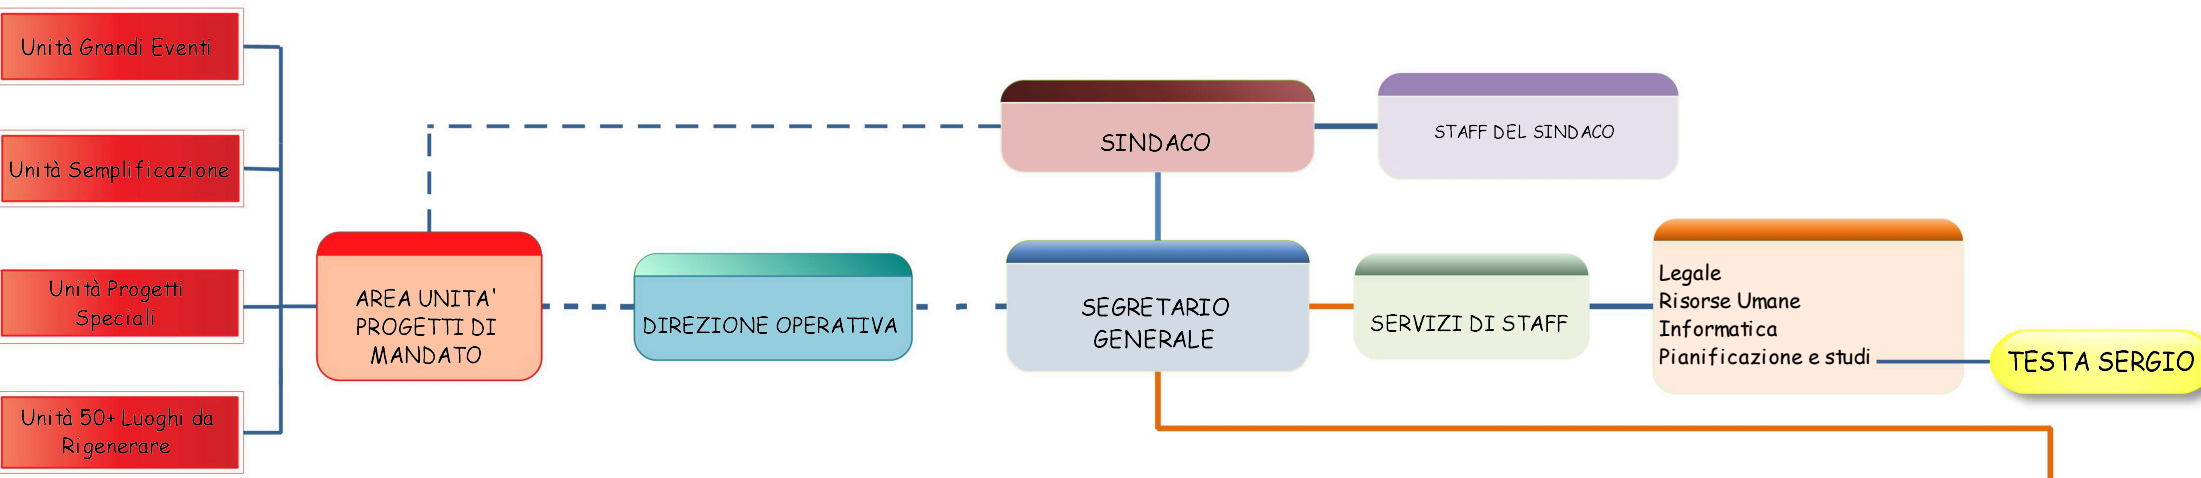 Unità Grandi Eventi
Unità Semplificazione
Unità Progetti
Speciali
Unità 50+ Luoghi da
Rigenerare
AREA UNITA'
PROGETTI DI
MANDATO
DIREZIONE OPERATIVA
SINDACO
STAFF DEL SINDACO
SEGRETARIO
GENERALE
SERVIZI DI STAFF
Legale
Risorse Umane
Informatica
Pianificazione e studi
TESTA SERGIO